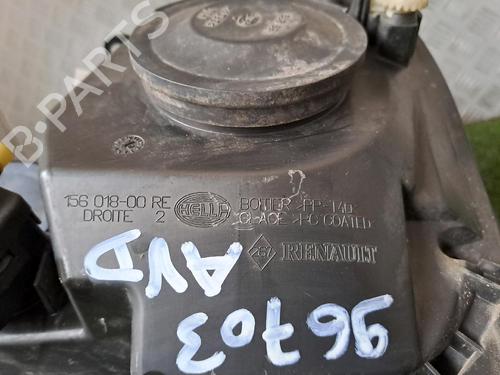 B-PARTS
156 018-00 RE
DROITE 2
HELLA
BOITIER >PP-T40<
GLACE >PC COATED
RENAULT
AVD
96703